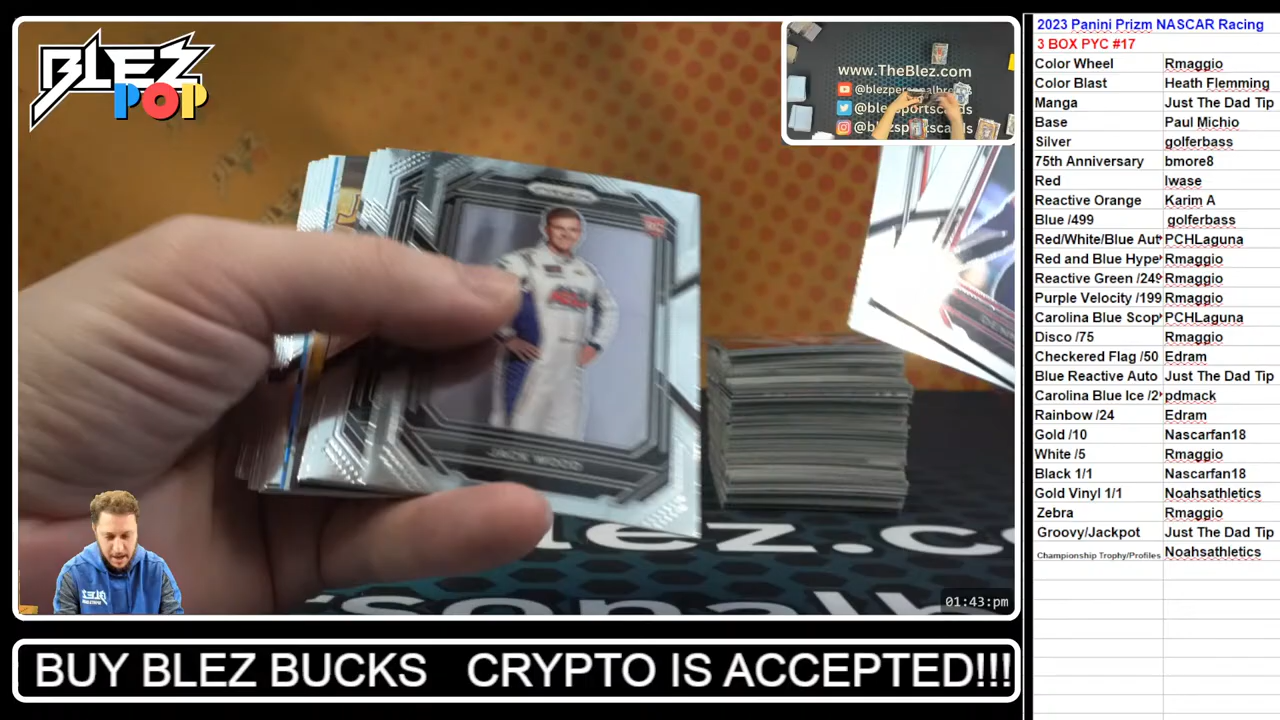 BLEZ
POP
www.TheBlez.com
JACK WOOD
RC
01:43:pm
BUY BLEZ BUCKS CRYPTO IS ACCEPTED!!!
2023 Panini Prizm NASCAR Racing
3 BOX PYC #17
Color Wheel Rmaggio
Color Blast Heath Flemming
Manga Just The Dad Tip
Base Paul Michio
Silver golferbass
75th Anniversary bmore8
Red Iwase
Reactive Orange Karim A
Blue /499 golferbass
Red/White/Blue Aut PCHLaguna
Red and Blue Hype Rmaggio
Reactive Green /249 Rmaggio
Purple Velocity /199 Rmaggio
Carolina Blue Scop PCHLaguna
Disco /75 Rmaggio
Checkered Flag /50 Edram
Blue Reactive Auto Just The Dad Tip
Carolina Blue Ice /2 pdmack
Rainbow /24 Edram
Gold /10 Nascarfan18
White /5 Rmaggio
Black 1/1 Nascarfan18
Gold Vinyl 1/1 Noahsathletics
Zebra Rmaggio
Groovy/Jackpot Just The Dad Tip
Championship Trophy/Profiles Noahsathletics